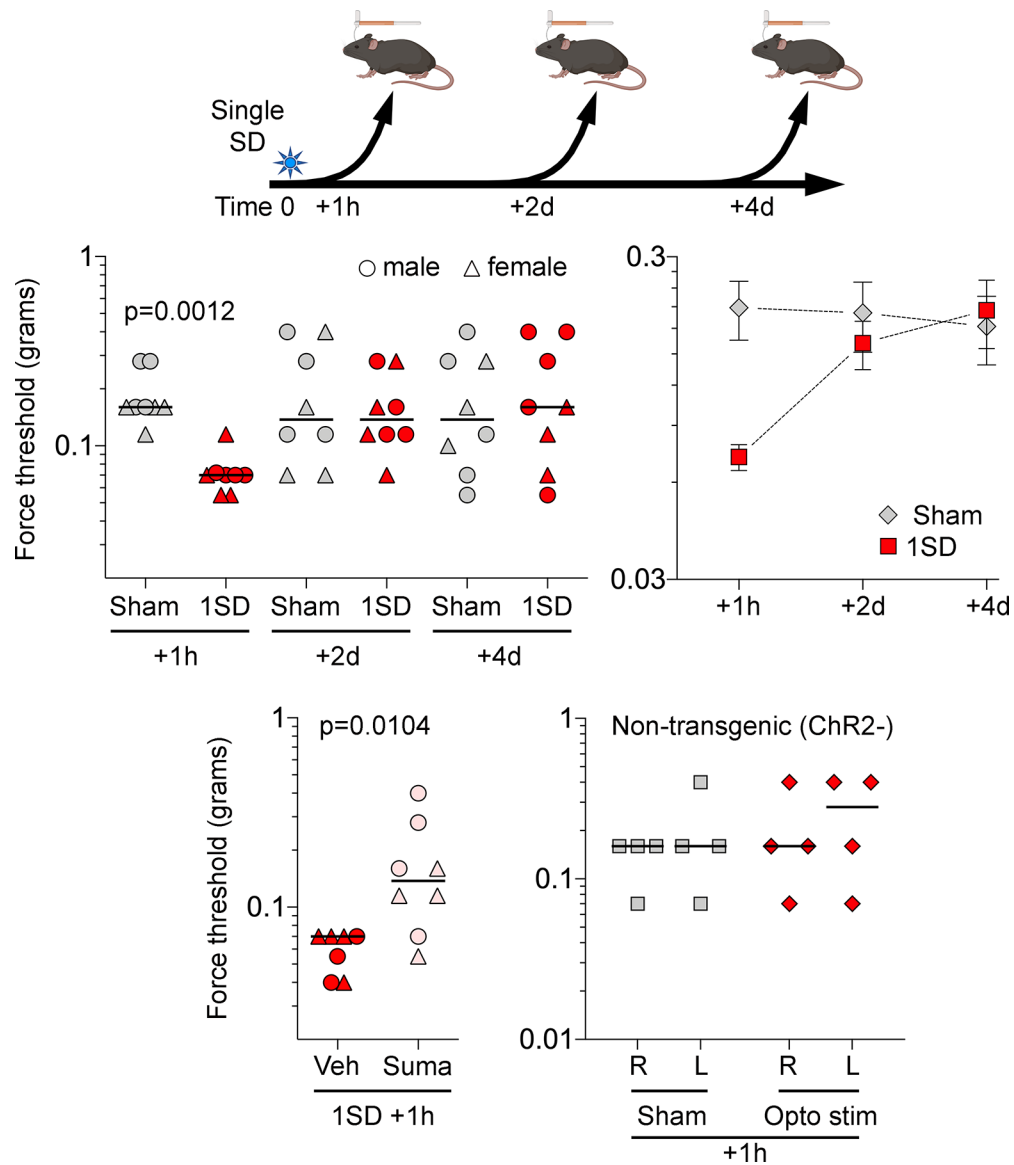 Single
SD
Time 0 +1h +2d +4d
Force threshold (grams)
1
0.1
p=0.0012
male female
Sham 1SD Sham 1SD Sham 1SD
+1h +2d +4d
0.3
0.03
Sham
1SD
+1h +2d +4d
Force threshold (grams)
1
0.1
p=0.0104
Veh Suma
1SD +1h
1
0.1
0.01
Non-transgenic (ChR2-)
R L R L
Sham Opto stim
+1h